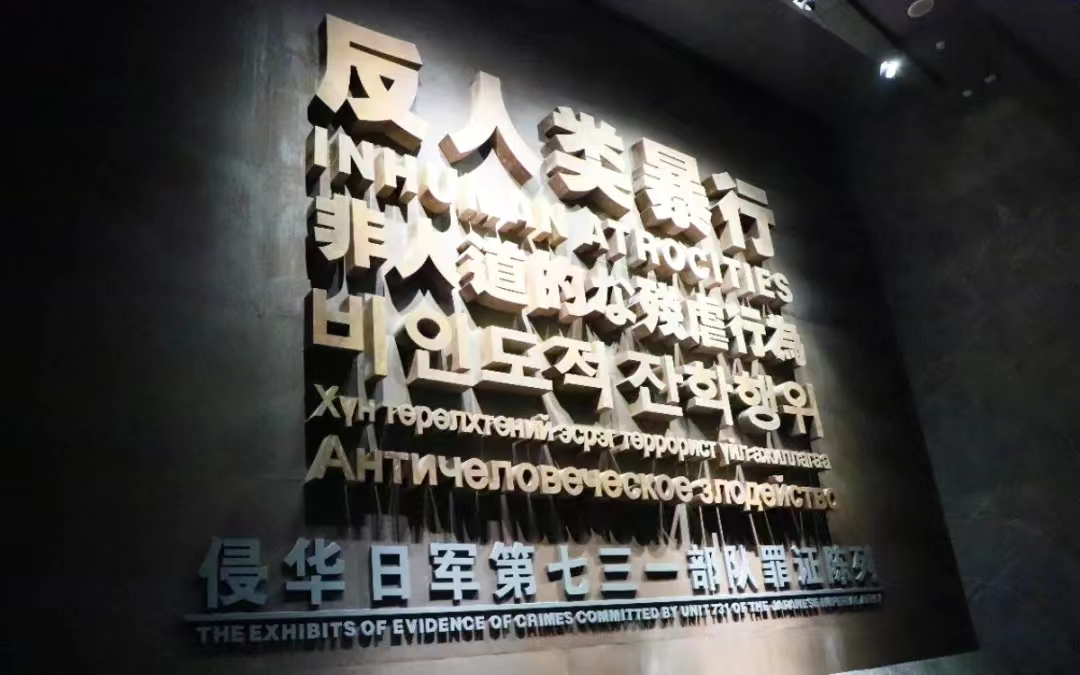 反人类暴行
INHUMAN ATROCITIES
非人道的な残虐行為
비인도적잔학행위
Хүн төрөлхтөний эсрэг террорист үйл-ажиллагаа
Античеловеческое злодейство
侵华日军第七三一部队罪证陈列
THE EXHIBITS OF EVIDENCE OF CRIMES COMMITTED BY UNIT 731 OF THE JAPANESE IMPERIAL ARMY